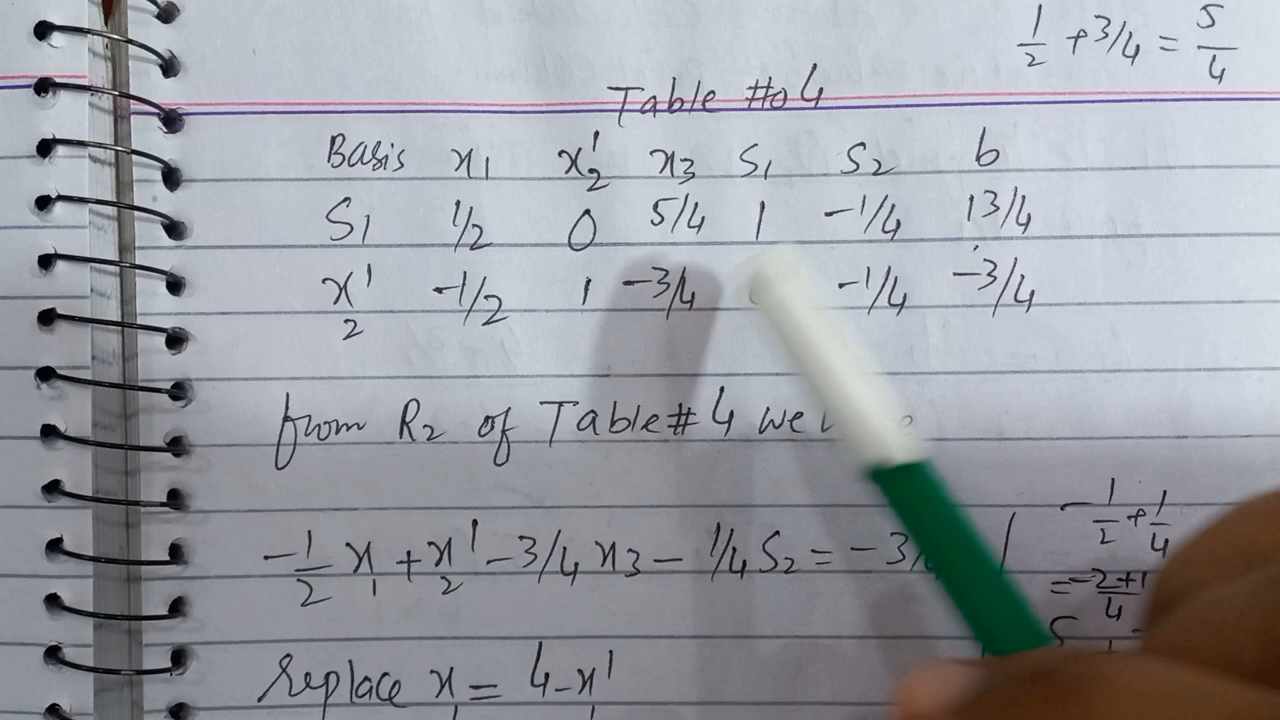 1/2 + 3/4 = 5/4
Table #04
Basis x1 x2' x3 S1 S2 b
S1 1/2 0 5/4 1 -1/4 13/4
x2' -1/2 1 -3/4 -1/4 -3/4
from R2 of Table # 4 we
-1/2 x1 + x2' - 3/4 x3 - 1/4 S2 = -3/
-1/2 + 1/4
= -2+1/4
Replace x1 = 4 - x1'